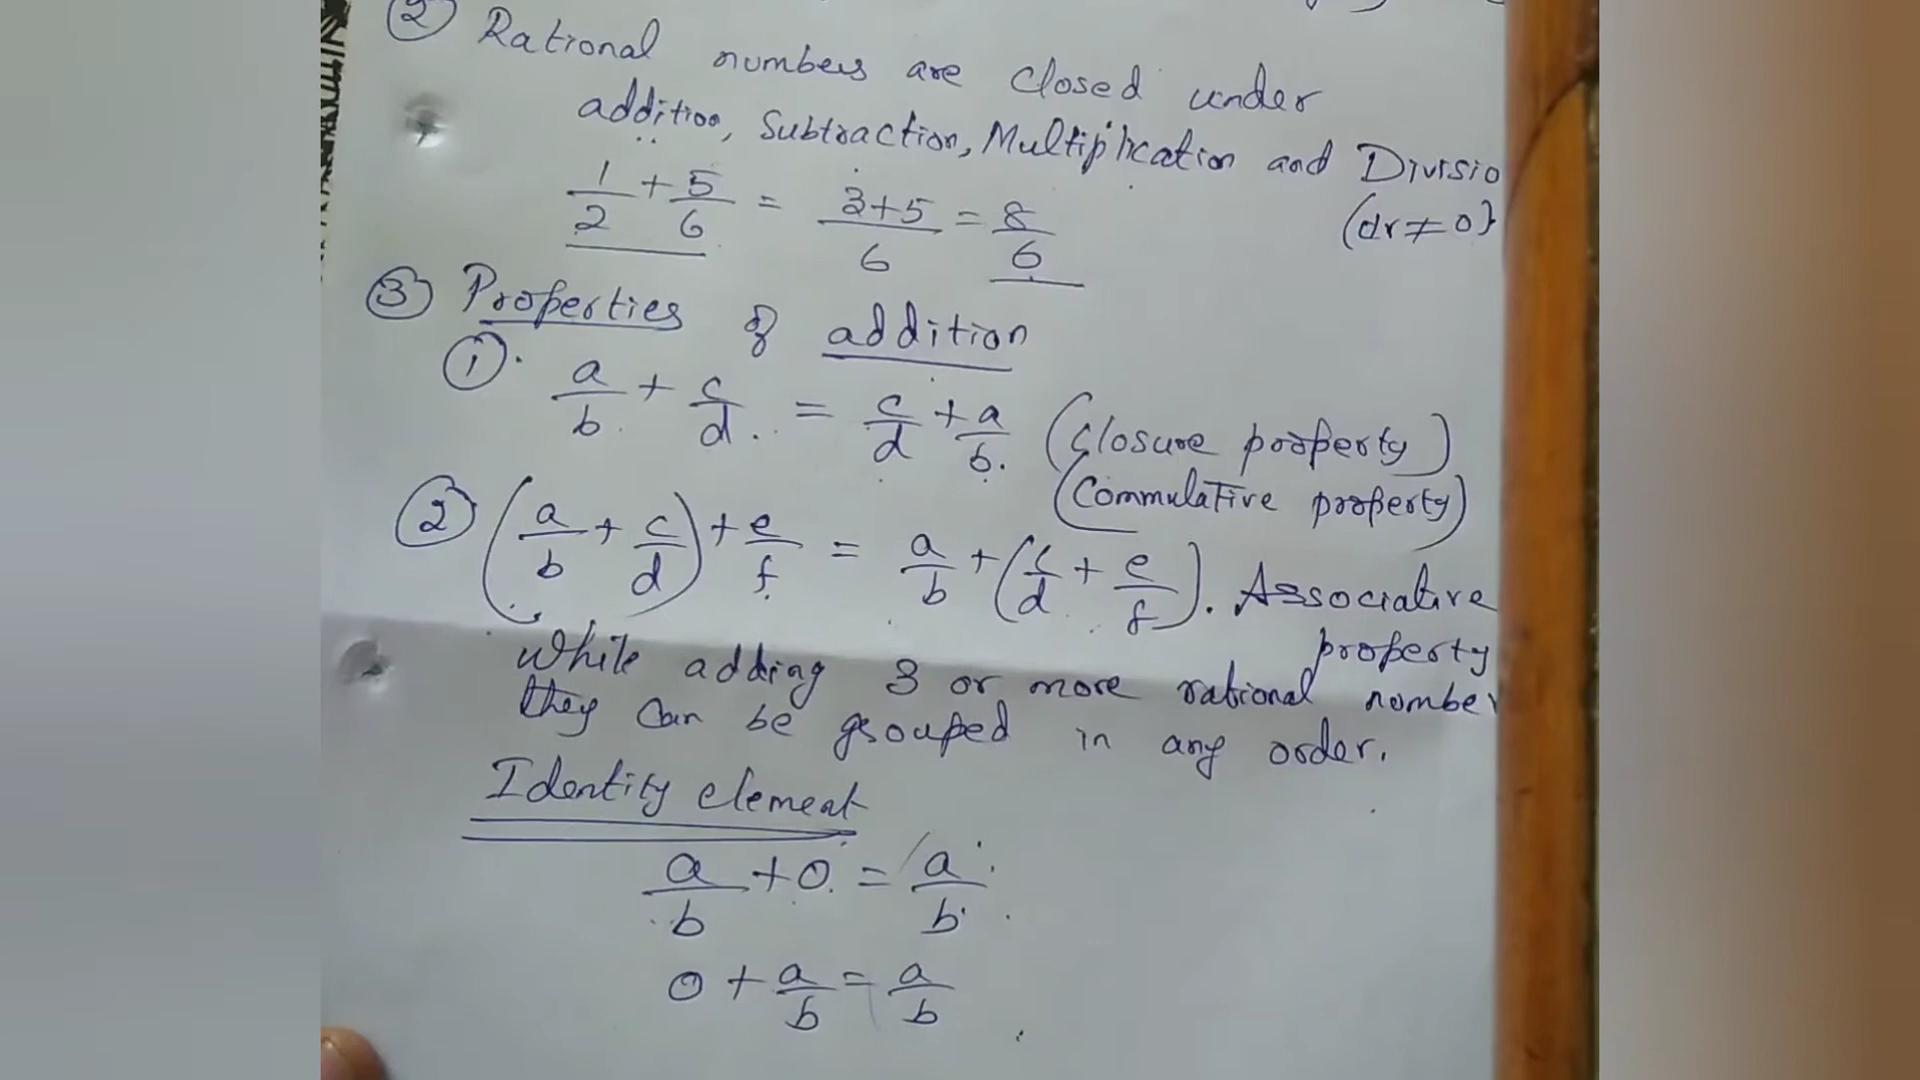 ② Rational numbers are closed under
addition, Subtraction, Multiplication and Divisio
(dr≠0)
1/2 + 5/6 = 3+5/6 = 8/6
③ Properties of addition
① a/b + c/d = c/d + a/b (Closure property)
(Commulative property)
② (a/b + c/d) + e/f = a/b + (c/d + e/f). Associative
property
While adding 3 or more rational number
they can be grouped in any order.
Identity element
a/b + 0 = a/b
0 + a/b = a/b